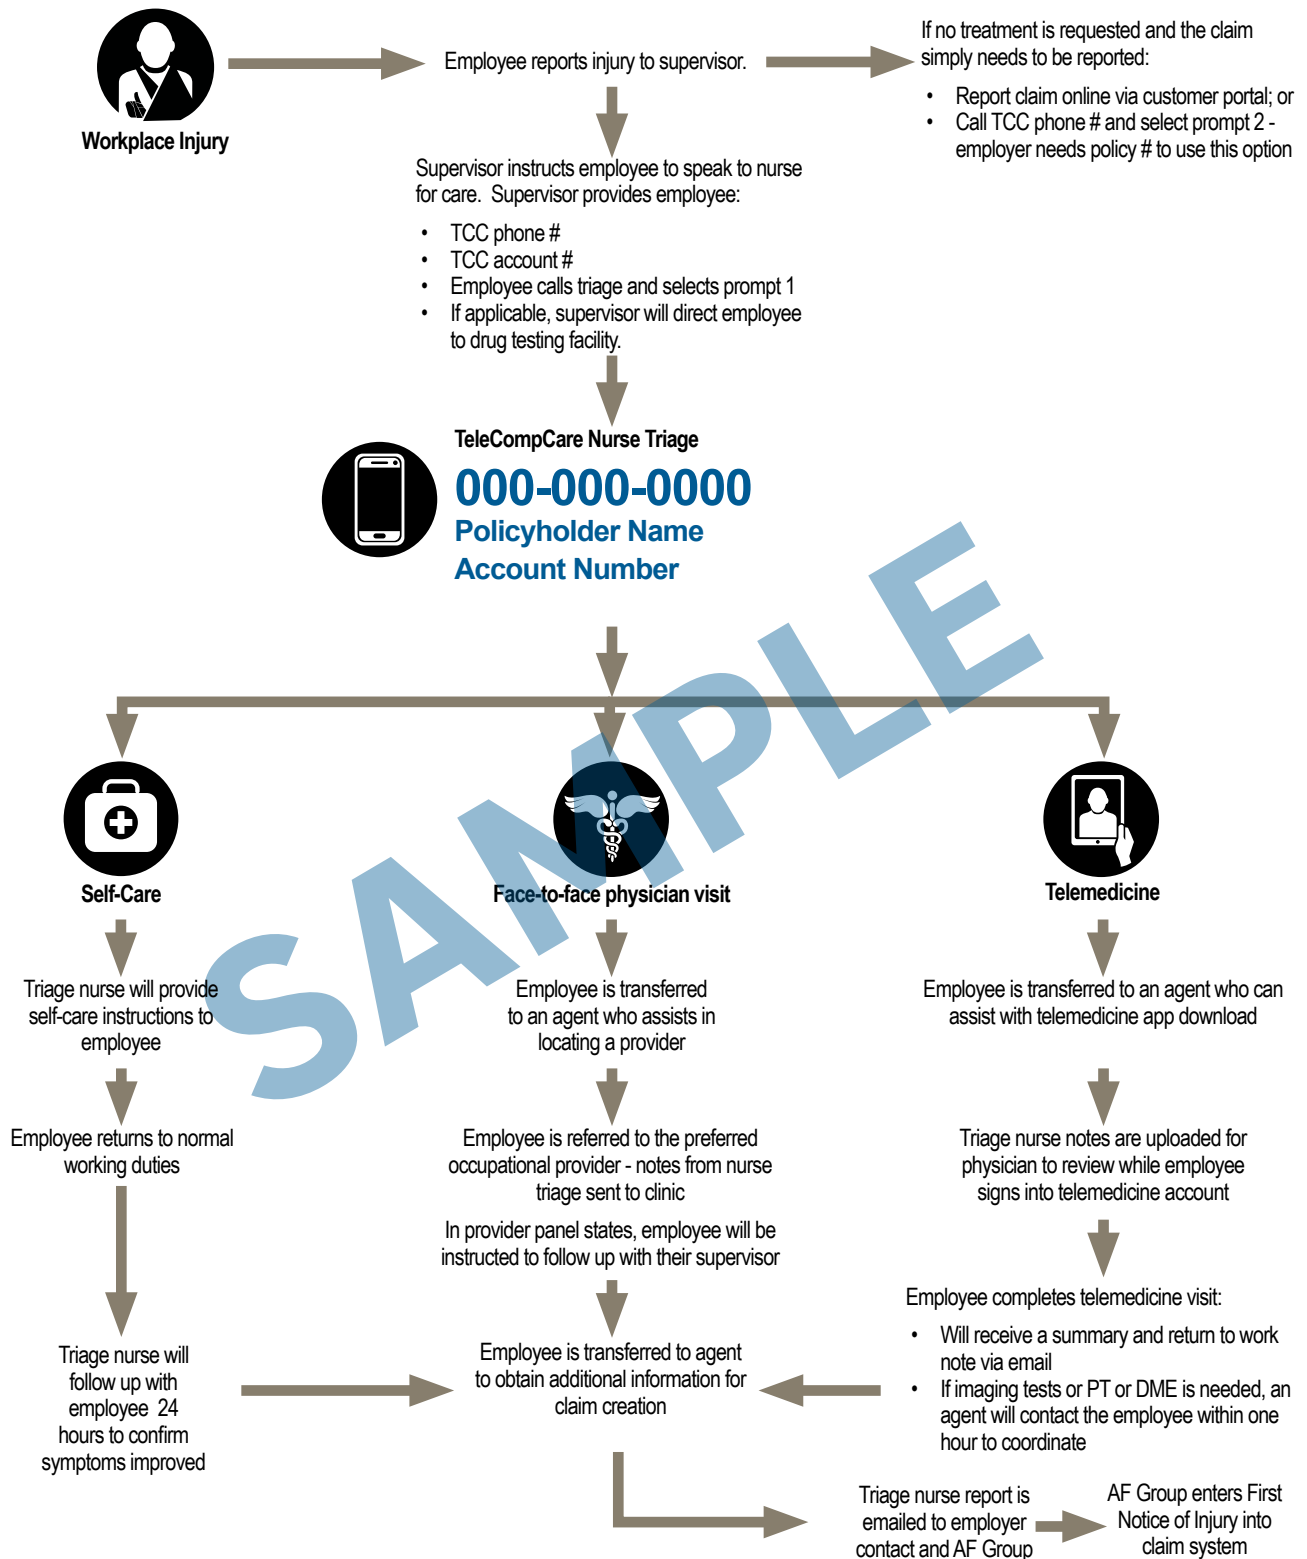 Workplace Injury
Employee reports injury to supervisor.
If no treatment is requested and the claim
simply needs to be reported:
• Report claim online via customer portal; or
• Call TCC phone # and select prompt 2 -
employer needs policy # to use this option
Supervisor instructs employee to speak to nurse
for care. Supervisor provides employee:
• TCC phone #
• TCC account #
• Employee calls triage and selects prompt 1
• If applicable, supervisor will direct employee
to drug testing facility.
TeleCompCare Nurse Triage
000-000-0000
Policyholder Name
Account Number
SAMPLE
Self-Care
Triage nurse will provide
self-care instructions to
employee
Employee returns to normal
working duties
Triage nurse will
follow up with
employee 24
hours to confirm
symptoms improved
Face-to-face physician visit
Employee is transferred
to an agent who assists in
locating a provider
Employee is referred to the preferred
occupational provider - notes from nurse
triage sent to clinic
In provider panel states, employee will be
instructed to follow up with their supervisor
Employee is transferred to agent
to obtain additional information for
claim creation
Telemedicine
Employee is transferred to an agent who can
assist with telemedicine app download
Triage nurse notes are uploaded for
physician to review while employee
signs into telemedicine account
Employee completes telemedicine visit:
• Will receive a summary and return to work
note via email
• If imaging tests or PT or DME is needed, an
agent will contact the employee within one
hour to coordinate
Triage nurse report is
emailed to employer
contact and AF Group
AF Group enters First
Notice of Injury into
claim system